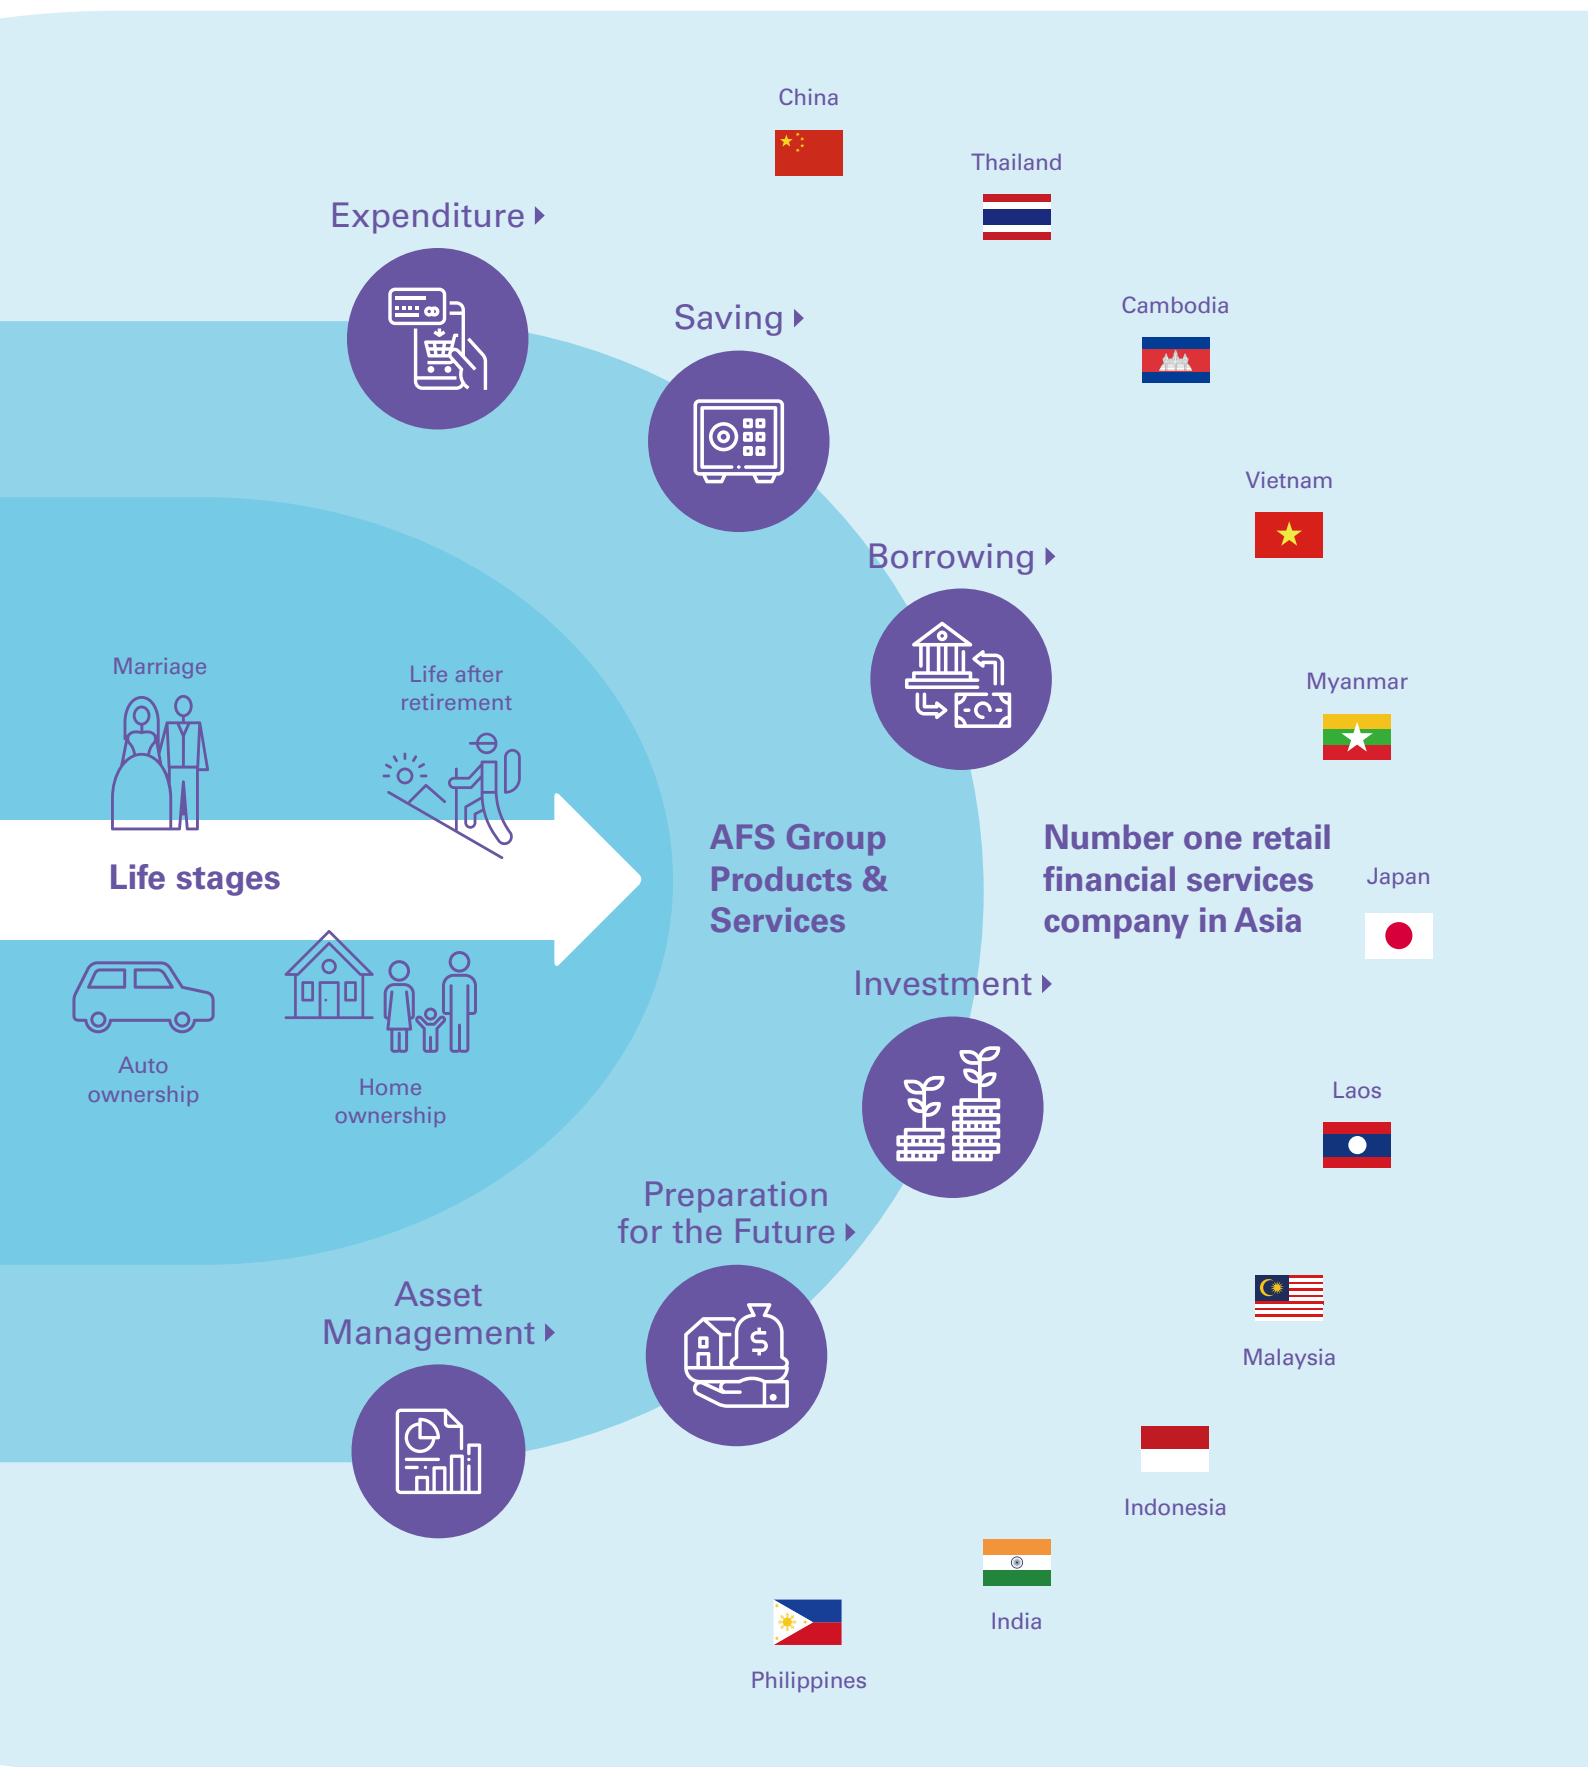 China
Thailand
Expenditure
Saving
Cambodia
Vietnam
Borrowing
Marriage
Life after
retirement
Myanmar
Life stages
AFS Group
Products &
Services
Number one retail
financial services
company in Asia
Japan
Investment
Auto
ownership
Home
ownership
Laos
Preparation
for the Future
Asset
Management
$
Malaysia
Indonesia
India
Philippines